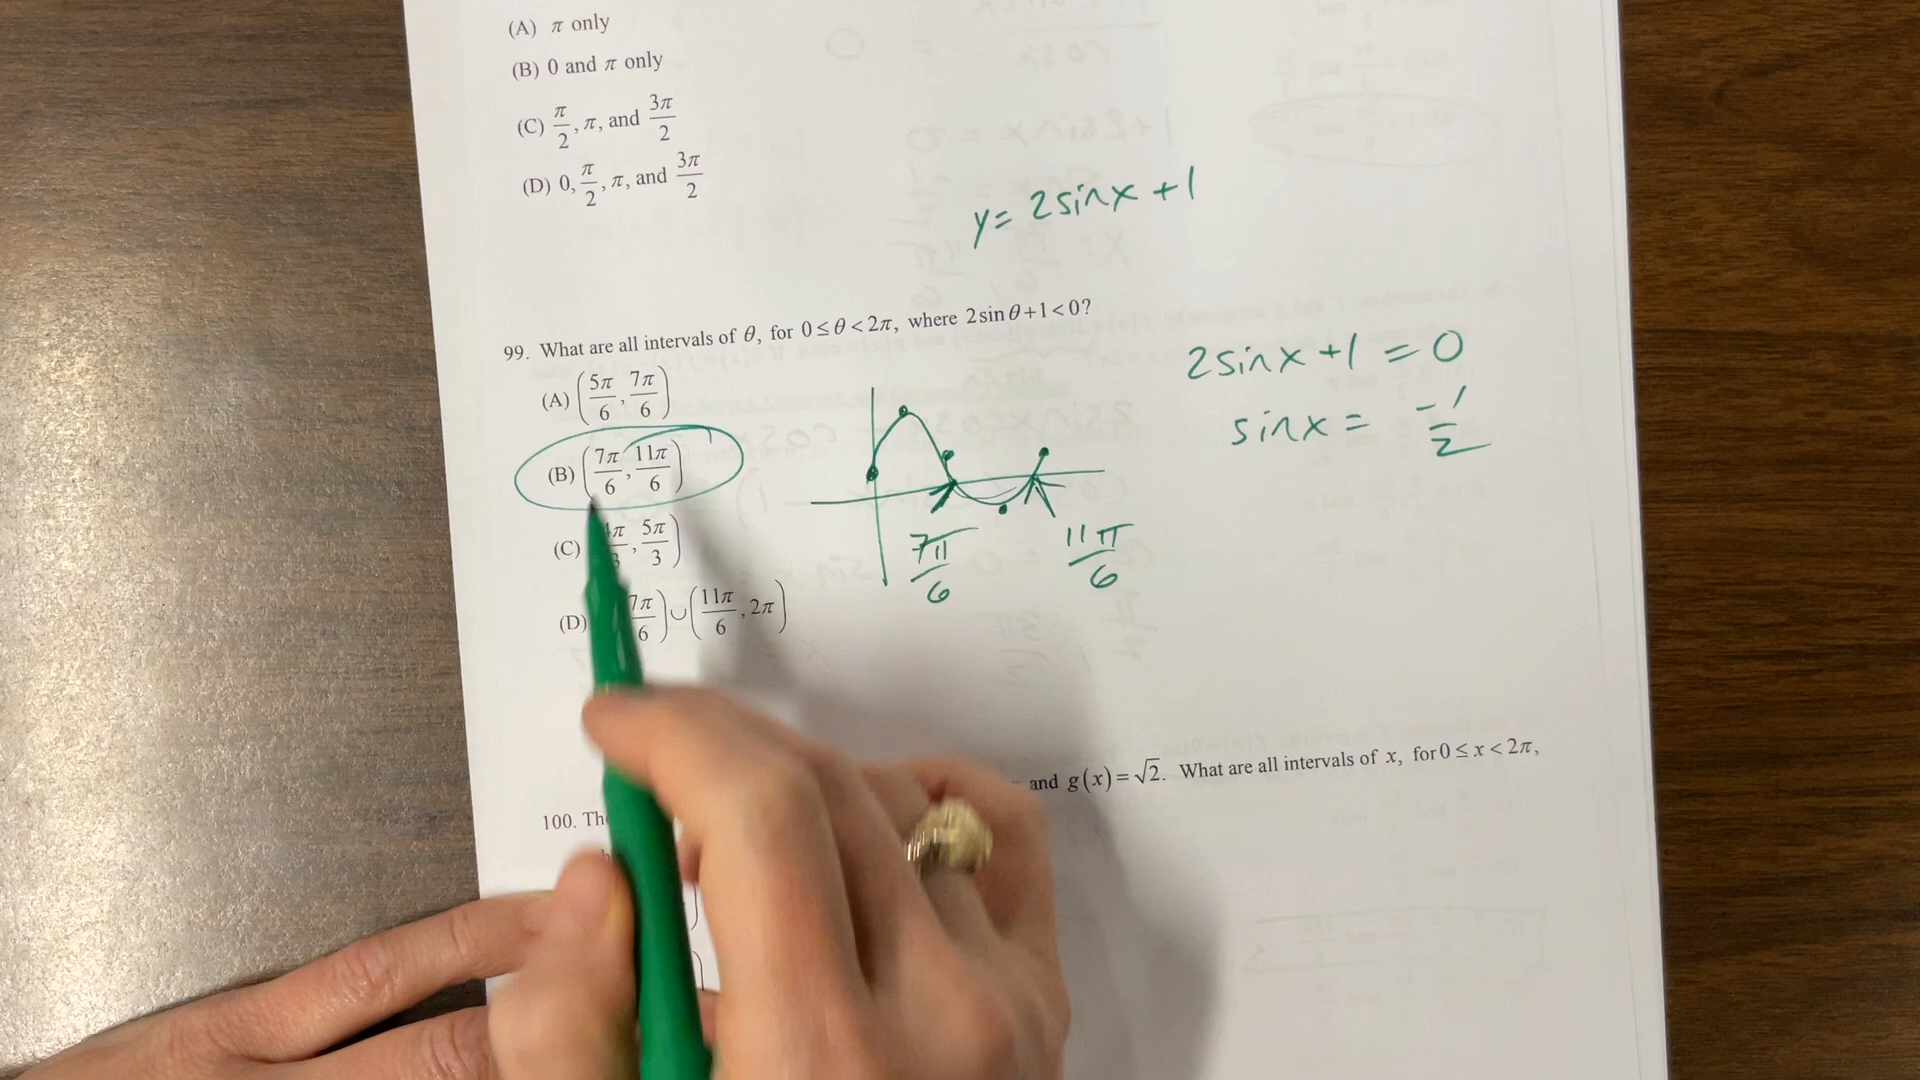 (A) π only
(B) 0 and π only
(C) π/2, π, and 3π/2
(D) 0, π/2, π, and 3π/2
y = 2sinx + 1
99. What are all intervals of θ, for 0 ≤ θ < 2π, where 2 sin θ + 1 < 0?
(A) (5π/6, 7π/6)
(B) (7π/6, 11π/6)
(C) π/3, 5π/3)
(D) 7π/6) ∪ (11π/6, 2π)
7π/6
11π/6
2sinx + 1 = 0
sinx = -1/2
100. Th
and g(x) = √2. What are all intervals of x, for 0 ≤ x < 2π,